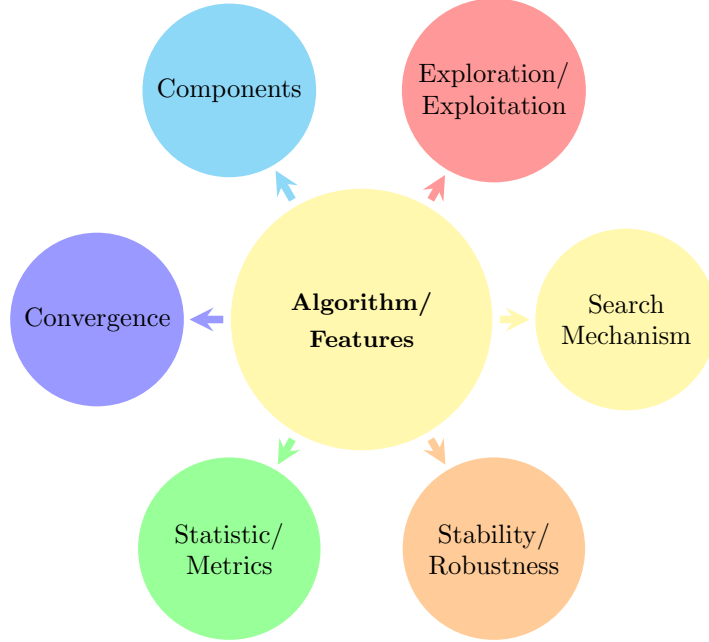 Components
Exploration/
Exploitation
Convergence
Algorithm/
Features
Search
Mechanism
Statistic/
Metrics
Stability/
Robustness